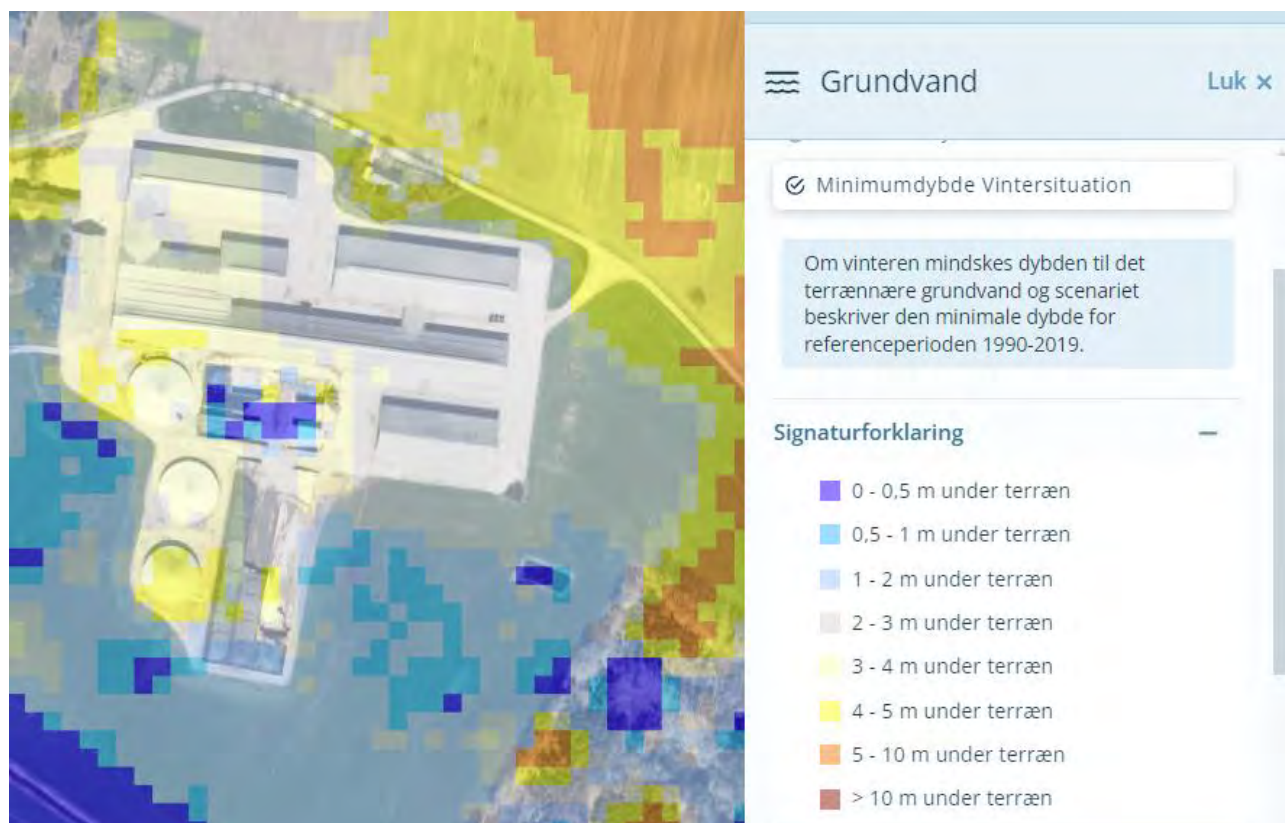 Grundvand
Luk ×
Minimumdybde Vintersituation
Om vinteren mindskes dybden til det
terrænnære grundvand og scenariet
beskriver den minimale dybde for
referenceperioden 1990-2019.
Signaturforklaring
0 - 0,5 m under terræn
0,5 - 1 m under terræn
1 - 2 m under terræn
2 - 3 m under terræn
3 - 4 m under terræn
4 - 5 m under terræn
5 - 10 m under terræn
> 10 m under terræn